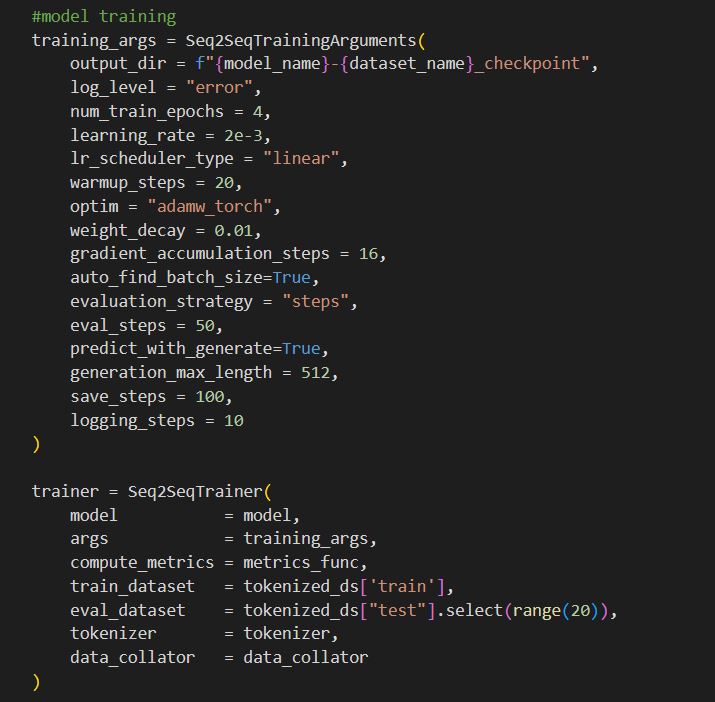 #model training
training_args = Seq2SeqTrainingArguments(
    output_dir = f"{model_name}-{dataset_name}_checkpoint",
    log_level = "error",
    num_train_epochs = 4,
    learning_rate = 2e-3,
    lr_scheduler_type = "linear",
    warmup_steps = 20,
    optim = "adamw_torch",
    weight_decay = 0.01,
    gradient_accumulation_steps = 16,
    auto_find_batch_size=True,
    evaluation_strategy = "steps",
    eval_steps = 50,
    predict_with_generate=True,
    generation_max_length = 512,
    save_steps = 100,
    logging_steps = 10
)

trainer = Seq2SeqTrainer(
    model           = model,
    args            = training_args,
    compute_metrics = metrics_func,
    train_dataset   = tokenized_ds['train'],
    eval_dataset    = tokenized_ds["test"].select(range(20)),
    tokenizer       = tokenizer,
    data_collator   = data_collator
)